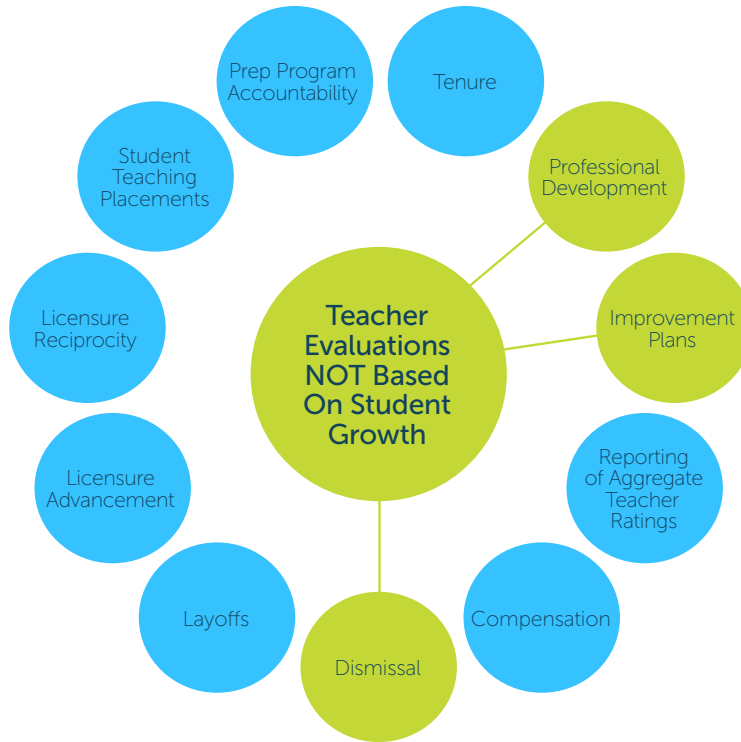 Prep Program
Accountability
Tenure
Student
Teaching
Placements
Professional
Development
Licensure
Reciprocity
Teacher
Evaluations
NOT Based
On Student
Growth
Improvement
Plans
Licensure
Advancement
Reporting
of Aggregate
Teacher
Ratings
Layoffs
Compensation
Dismissal